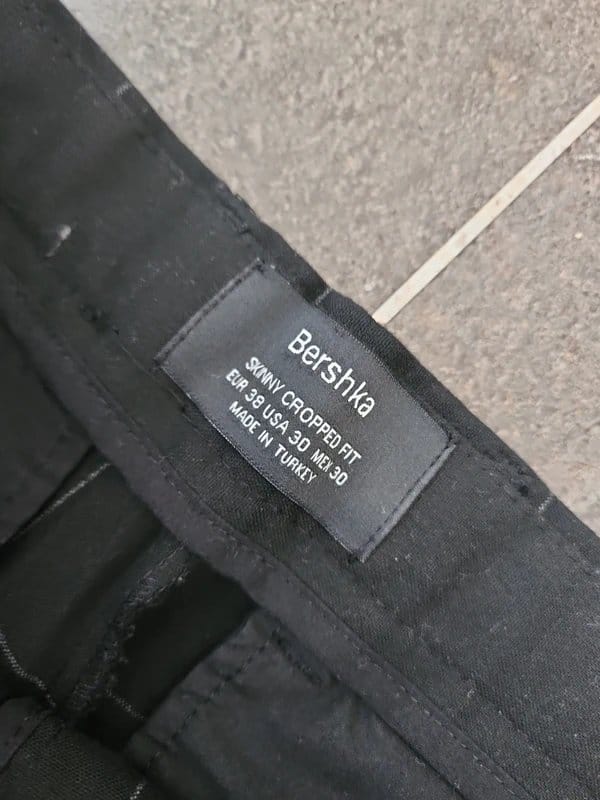 Bershka
SKINNY CROPPED FIT
EUR 38 USA 30 MEX 30
MADE IN TURKEY